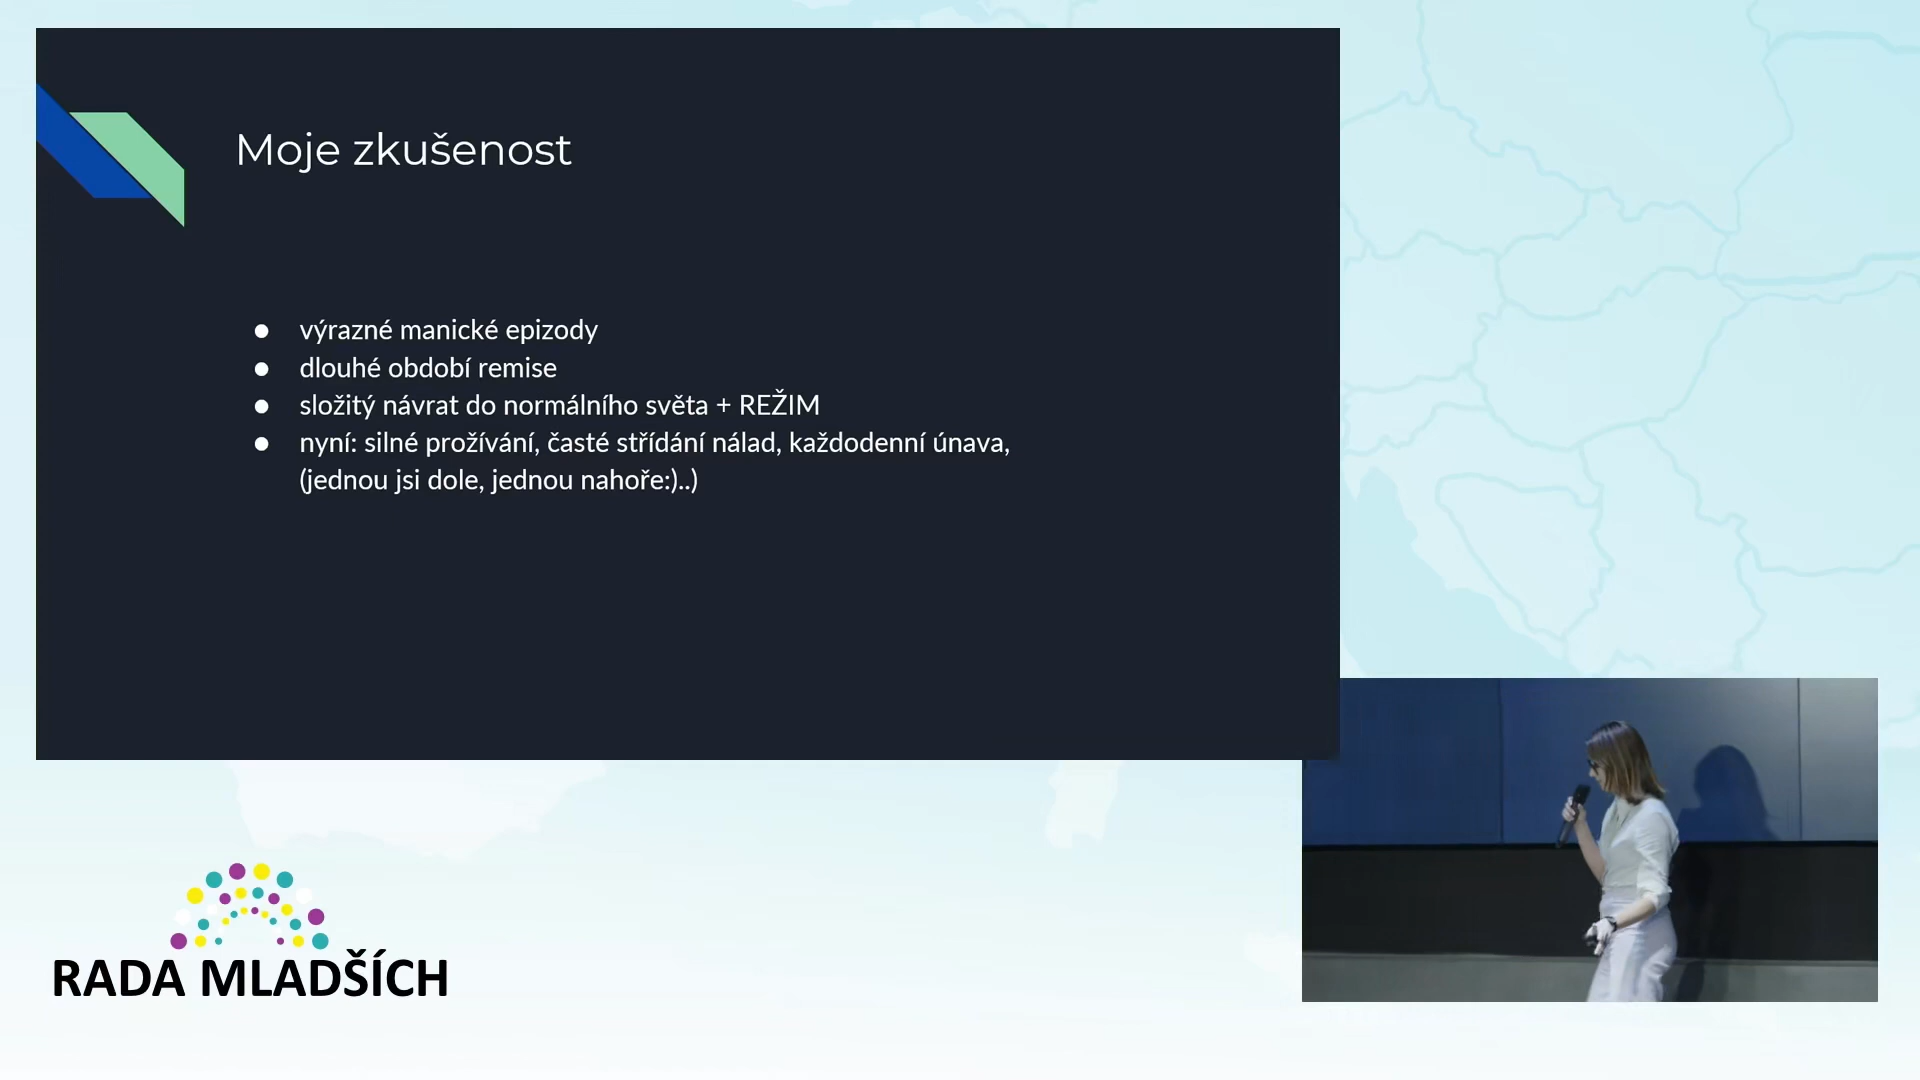 Moje zkušenost
● výrazné manické epizody
● dlouhé období remise
● složitý návrat do normálního světa + REŽIM
● nyní: silné prožívání, časté střídání nálad, každodenní únava,
(jednou jsi dole, jednou nahoře:)..)
RADA MLADŠÍCH